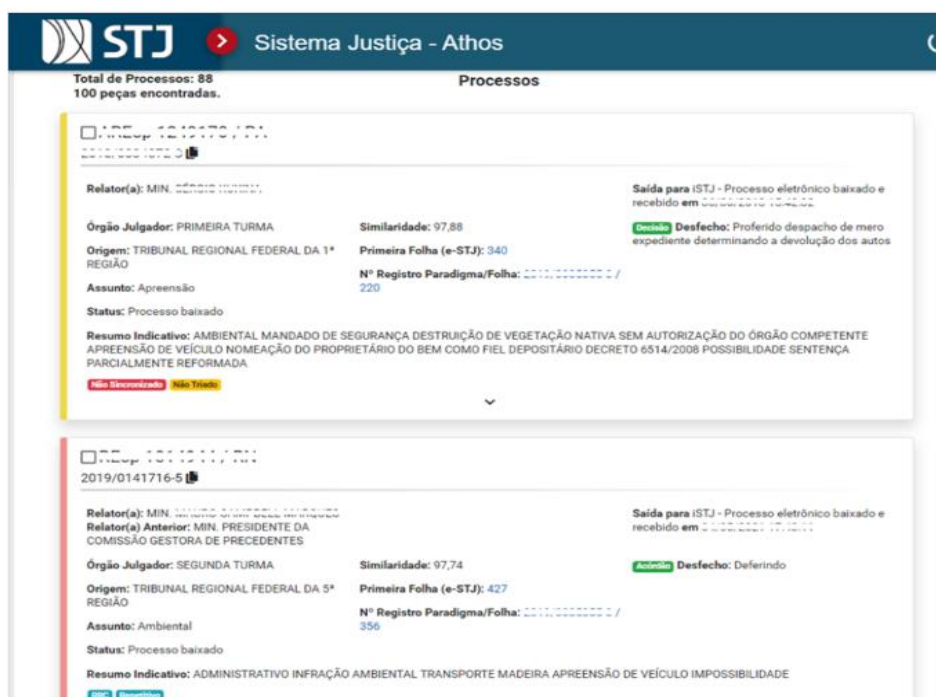 STJ
Sistema Justiça - Athos
Total de Processos: 88
100 peças encontradas.
Processos
Relator(a): MIN.
Saída para iSTJ - Processo eletrônico baixado e
recebido em
Órgão Julgador: PRIMEIRA TURMA
Similaridade: 97,88
Decisão Desfecho: Proferido despacho de mero
expediente determinando a devolução dos autos
Origem: TRIBUNAL REGIONAL FEDERAL DA 1ª
REGIÃO
Primeira Folha (e-STJ): 340
Nº Registro Paradigma/Folha: /
220
Assunto: Apreensão
Status: Processo baixado
Resumo Indicativo: AMBIENTAL MANDADO DE SEGURANÇA DESTRUIÇÃO DE VEGETAÇÃO NATIVA SEM AUTORIZAÇÃO DO ÓRGÃO COMPETENTE
APREENSÃO DE VEÍCULO NOMEAÇÃO DO PROPRIETÁRIO DO BEM COMO FIEL DEPOSITÁRIO DECRETO 6514/2008 POSSIBILIDADE SENTENÇA
PARCIALMENTE REFORMADA
Não Sincronizado Não Triado
2019/0141716-5
Relator(a): MIN.
Relator(a) Anterior: MIN. PRESIDENTE DA
COMISSÃO GESTORA DE PRECEDENTES
Saída para iSTJ - Processo eletrônico baixado e
recebido em
Órgão Julgador: SEGUNDA TURMA
Similaridade: 97,74
Acórdão Desfecho: Deferindo
Origem: TRIBUNAL REGIONAL FEDERAL DA 5ª
REGIÃO
Primeira Folha (e-STJ): 427
Nº Registro Paradigma/Folha: /
356
Assunto: Ambiental
Status: Processo baixado
Resumo Indicativo: ADMINISTRATIVO INFRAÇÃO AMBIENTAL TRANSPORTE MADEIRA APREENSÃO DE VEÍCULO IMPOSSIBILIDADE